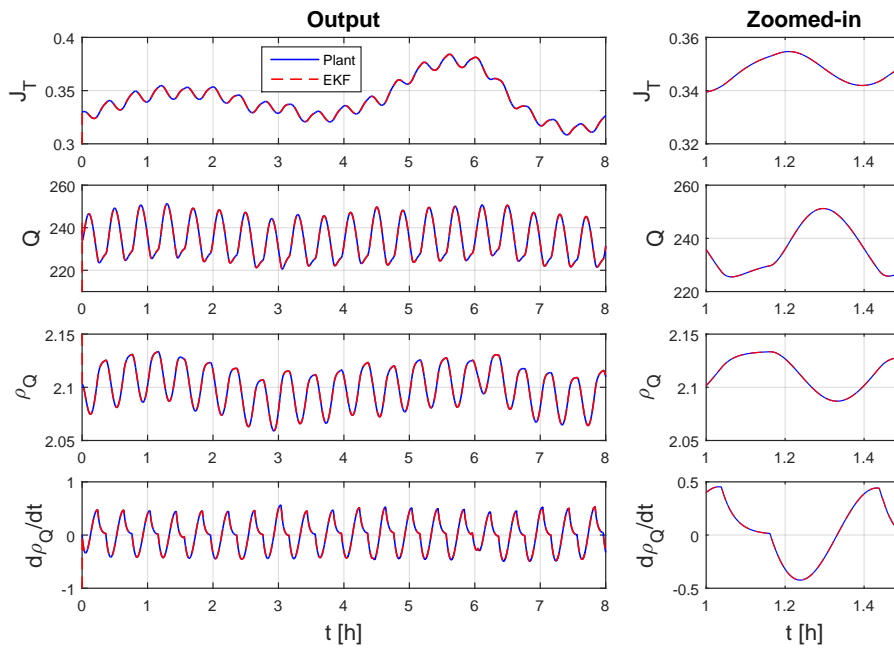 Output
Zoomed-in
0.4
0.35
0.3
J_T
Plant
EKF
0 1 2 3 4 5 6 7 8
0.36
0.34
0.32
J_T
1 1.2 1.4
260
240
220
Q
0 1 2 3 4 5 6 7 8
260
240
220
Q
1 1.2 1.4
2.15
2.1
2.05
ρ_Q
0 1 2 3 4 5 6 7 8
2.15
2.1
2.05
ρ_Q
1 1.2 1.4
1
0
-1
dρ_Q/dt
0 1 2 3 4 5 6 7 8
t [h]
0.5
0
-0.5
dρ_Q/dt
1 1.2 1.4
t [h]